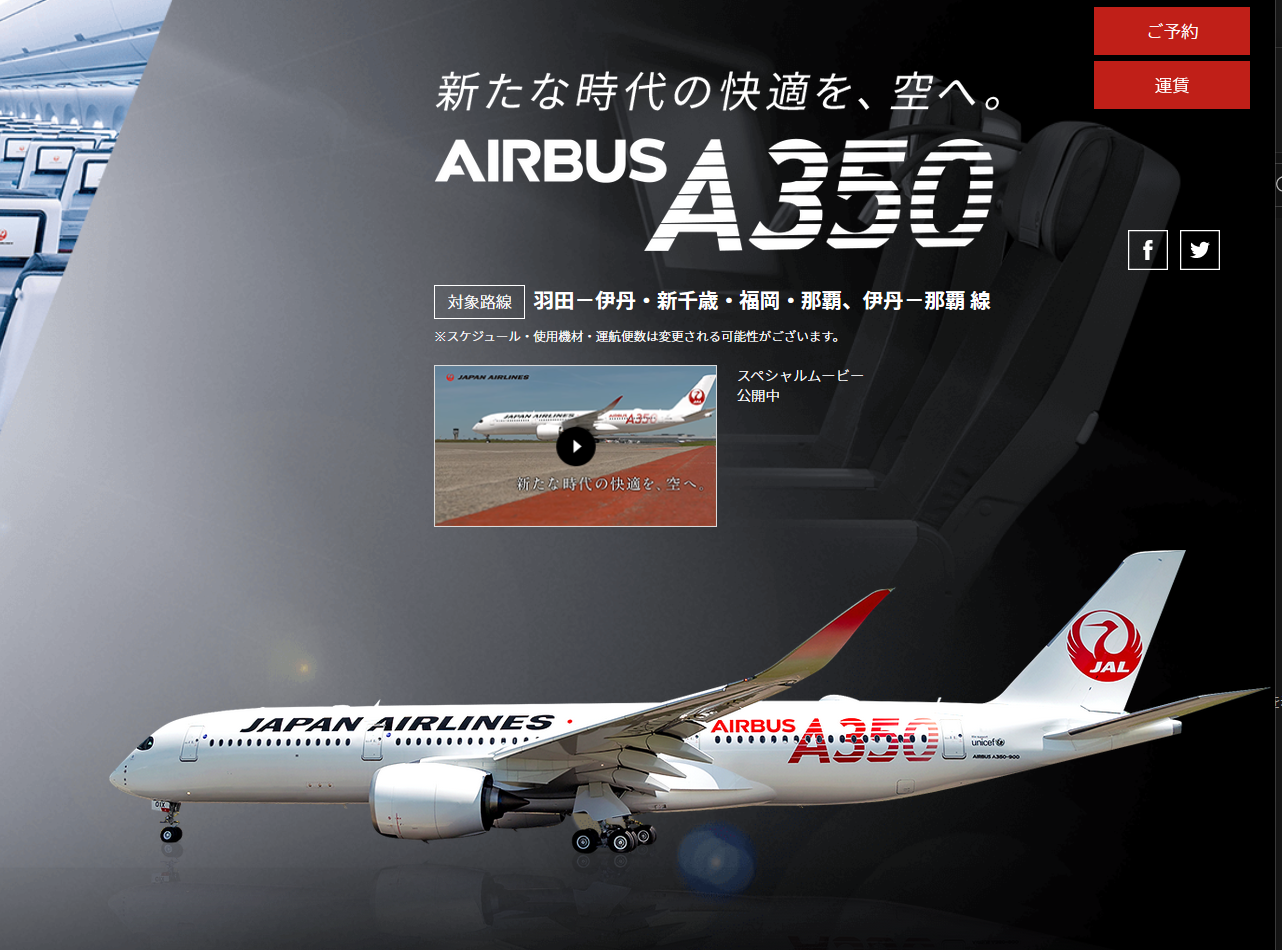 ご予約
運賃
新たな時代の快適を、空へ。
AIRBUS A350
対象路線 羽田－伊丹・新千歳・福岡・那覇、伊丹－那覇 線
※スケジュール・使用機材・運航便数は変更される可能性がございます。
JAPAN AIRLINES
JAPAN AIRLINES
AIRBUS A350
新たな時代の快適を、空へ。
スペシャルムービー
公開中
JAL
JAPAN AIRLINES
AIRBUS A350
unicef
AIRBUS A350-900
01X